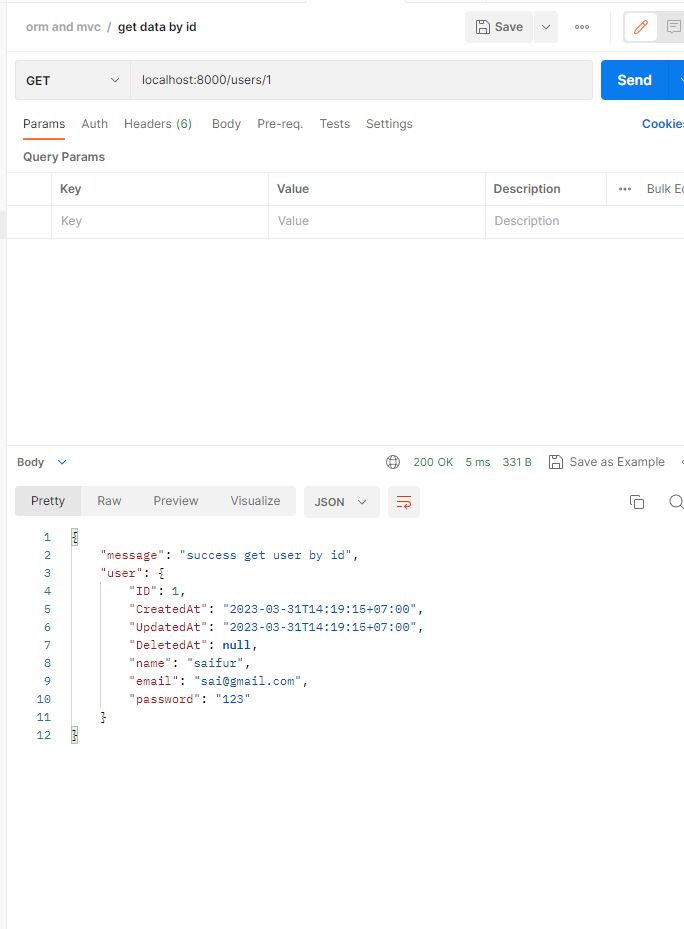 orm and mvc / get data by id Save
GET localhost:8000/users/1 Send
Params Auth Headers (6) Body Pre-req. Tests Settings Cookies
Query Params
Key Value Description Bulk Ed
Key Value Description
Body 200 OK 5 ms 331 B Save as Example
Pretty Raw Preview Visualize JSON
1 {
2 "message": "success get user by id",
3 "user": {
4 "ID": 1,
5 "CreatedAt": "2023-03-31T14:19:15+07:00",
6 "UpdatedAt": "2023-03-31T14:19:15+07:00",
7 "DeletedAt": null,
8 "name": "saifur",
9 "email": "sai@gmail.com",
10 "password": "123"
11 }
12 }